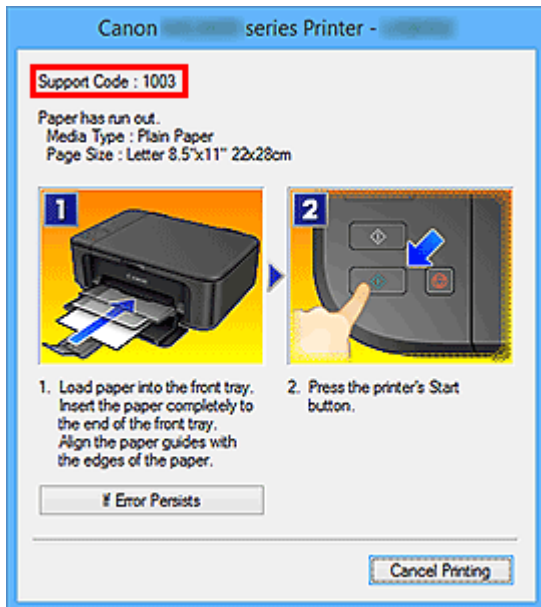 Canon series Printer -
Support Code : 1003
Paper has run out.
Media Type : Plain Paper
Page Size : Letter 8.5"x11" 22x28cm
1
2
Canon
1. Load paper into the front tray.
Insert the paper completely to
the end of the front tray.
Align the paper guides with
the edges of the paper.
2. Press the printer's Start
button.
If Error Persists
Cancel Printing